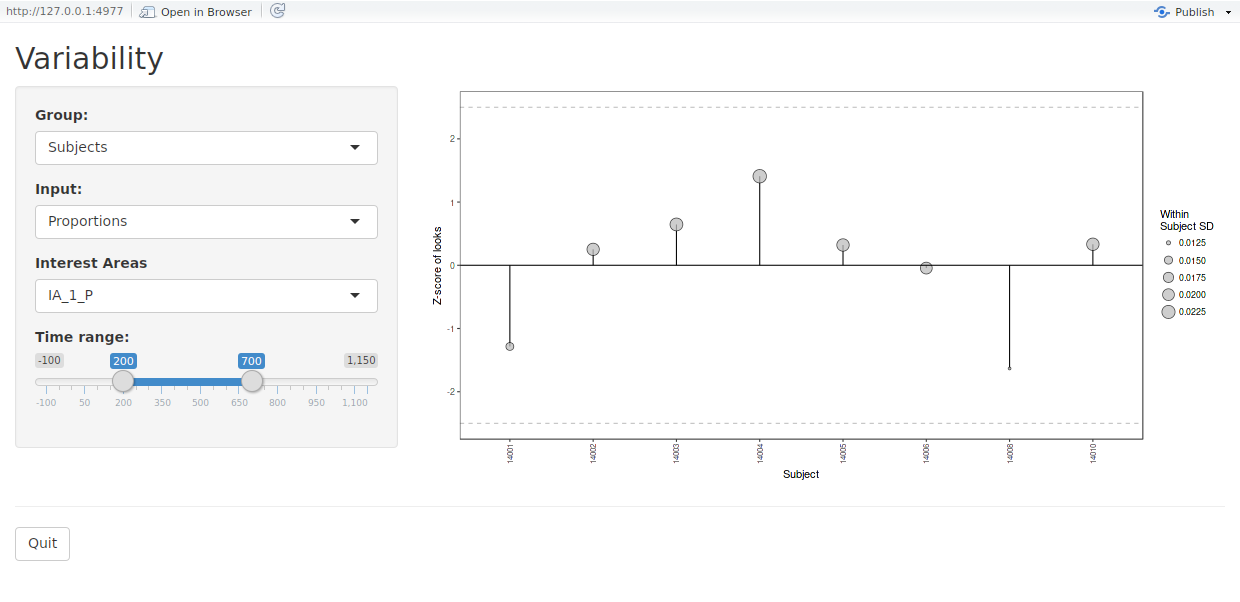 http://127.0.0.1:4977 Open in Browser Publish
Variability
Group:
Subjects
Input:
Proportions
Interest Areas
IA_1_P
Time range:
-100 200 700 1,150
-100 50 200 350 500 650 800 950 1,100
Z-score of looks
2
1
0
-1
-2
14001 14002 14003 14004 14005 14006 14008 14010
Subject
Within
Subject SD
0.0125
0.0150
0.0175
0.0200
0.0225
Quit